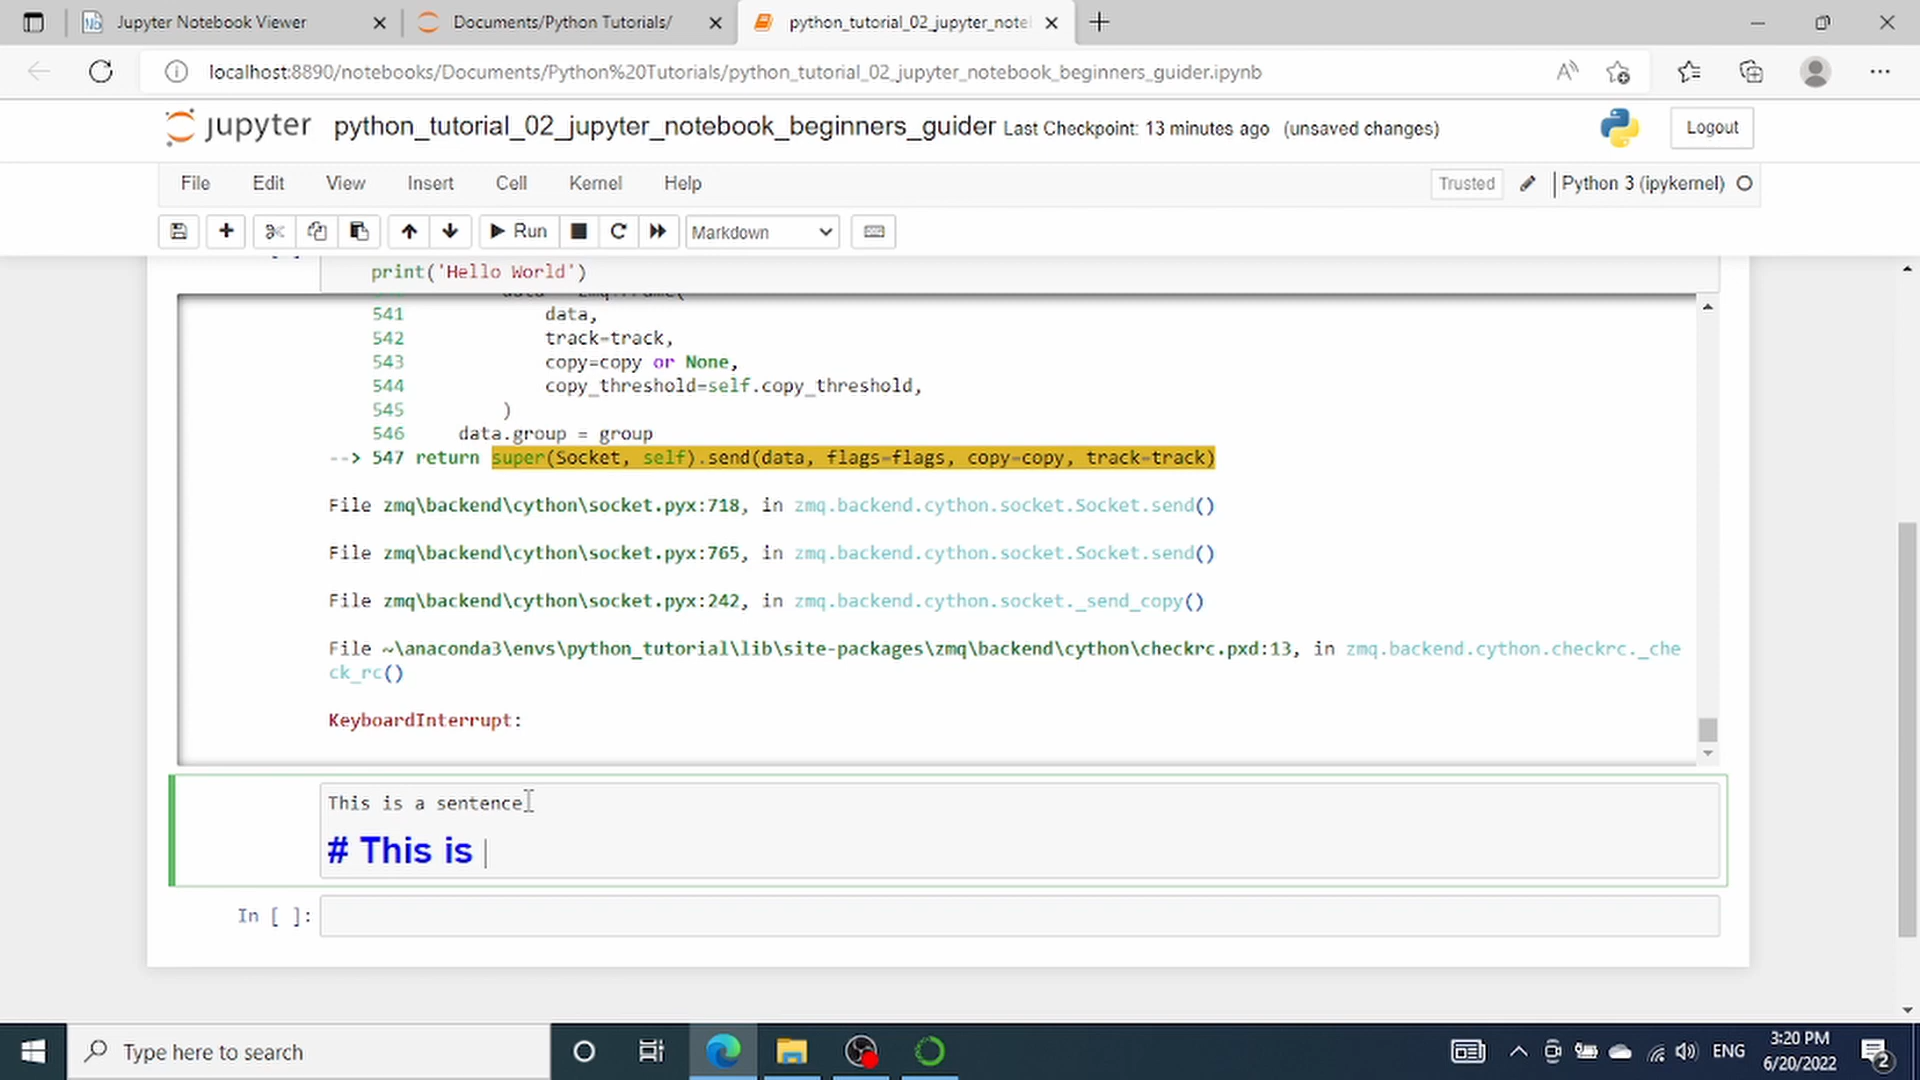 Jupyter Notebook Viewer
Documents/Python Tutorials/
python_tutorial_02_jupyter_note
localhost:8890/notebooks/Documents/Python%20Tutorials/python_tutorial_02_jupyter_notebook_beginners_guider.ipynb
jupyter python_tutorial_02_jupyter_notebook_beginners_guider Last Checkpoint: 13 minutes ago (unsaved changes)
Logout
File Edit View Insert Cell Kernel Help
Trusted
Python 3 (ipykernel)
Run
Markdown
print('Hello World')
541 data,
542 track=track,
543 copy=copy or None,
544 copy_threshold=self.copy_threshold,
545 )
546 data.group = group
--> 547 return super(Socket, self).send(data, flags=flags, copy=copy, track=track)
File zmq\backend\cython\socket.pyx:718, in zmq.backend.cython.socket.Socket.send()
File zmq\backend\cython\socket.pyx:765, in zmq.backend.cython.socket.Socket.send()
File zmq\backend\cython\socket.pyx:242, in zmq.backend.cython.socket._send_copy()
File ~\anaconda3\envs\python_tutorial\lib\site-packages\zmq\backend\cython\checkrc.pxd:13, in zmq.backend.cython.checkrc._che
ck_rc()
KeyboardInterrupt:
This is a sentence
# This is
In [ ]:
Type here to search
ENG
3:20 PM
6/20/2022
2